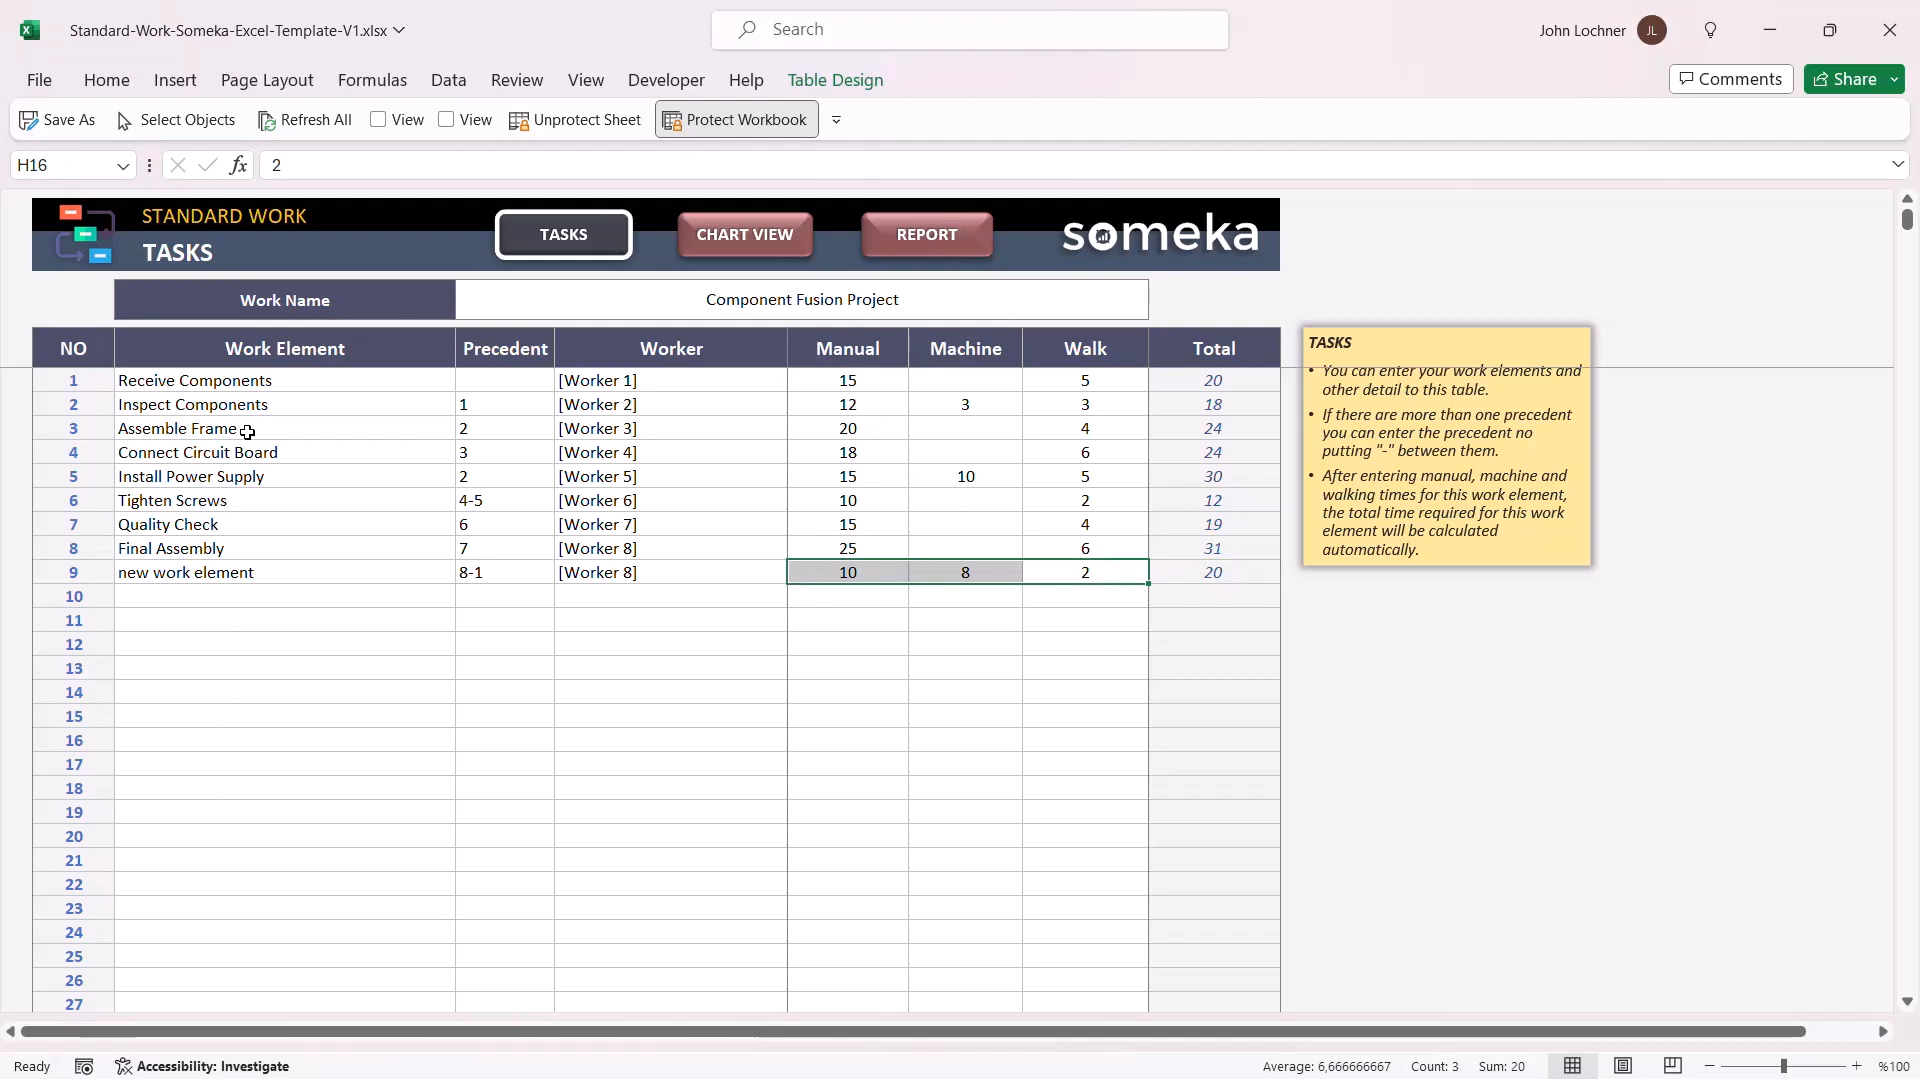 Standard-Work-Someka-Excel-Template-V1.xlsx
Search
John Lochner
JL
File Home Insert Page Layout Formulas Data Review View Developer Help Table Design
Comments
Share
Save As Select Objects Refresh All View View Unprotect Sheet Protect Workbook
H16 fx 2
STANDARD WORK
TASKS
TASKS CHART VIEW REPORT someka
Work Name Component Fusion Project
NO Work Element Precedent Worker Manual Machine Walk Total
1 Receive Components [Worker 1] 15 5 20
2 Inspect Components 1 [Worker 2] 12 3 3 18
3 Assemble Frame 2 [Worker 3] 20 4 24
4 Connect Circuit Board 3 [Worker 4] 18 6 24
5 Install Power Supply 2 [Worker 5] 15 10 5 30
6 Tighten Screws 4-5 [Worker 6] 10 2 12
7 Quality Check 6 [Worker 7] 15 4 19
8 Final Assembly 7 [Worker 8] 25 6 31
9 new work element 8-1 [Worker 8] 10 8 2 20
10
11
12
13
14
15
16
17
18
19
20
21
22
23
24
25
26
27
TASKS
• You can enter your work elements and
other detail to this table.
• If there are more than one precedent
you can enter the precedent no
putting "-" between them.
• After entering manual, machine and
walking times for this work element,
the total time required for this work
element will be calculated
automatically.
Ready Accessibility: Investigate Average: 6,666666667 Count: 3 Sum: 20 %100